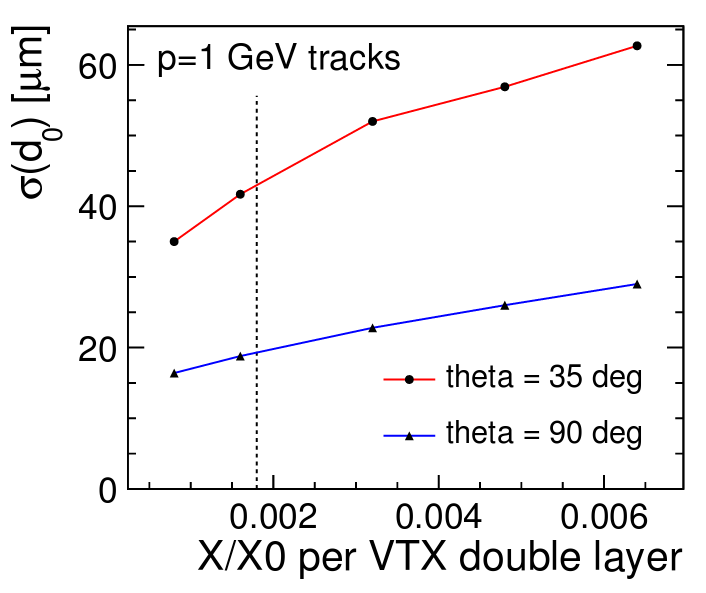 σ(d₀) [μm]
p=1 GeV tracks
60
40
20
0
theta = 35 deg
theta = 90 deg
0.002 0.004 0.006
X/X0 per VTX double layer